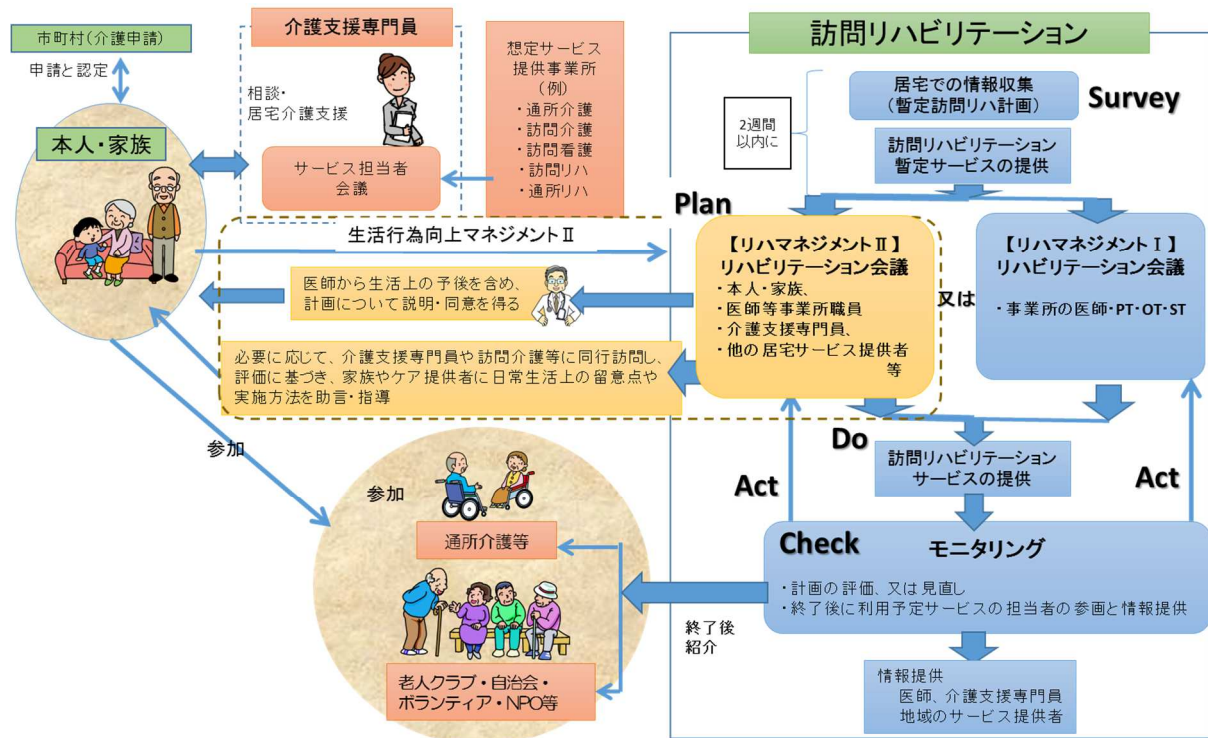 市町村(介護申請)
申請と認定
本人・家族
介護支援専門員
相談・
居宅介護支援
サービス担当者
会議
想定サービス
提供事業所
(例)
・通所介護
・訪問介護
・訪問看護
・訪問リハ
・通所リハ
訪問リハビリテーション
2週間
以内に
居宅での情報収集
(暫定訪問リハ計画)
Survey
訪問リハビリテーション
暫定サービスの提供
Plan
生活行為向上マネジメントⅡ
医師から生活上の予後を含め、
計画について説明・同意を得る
必要に応じて、介護支援専門員や訪問介護等に同行訪問し、
評価に基づき、家族やケア提供者に日常生活上の留意点や
実施方法を助言・指導
【リハマネジメントⅡ】
リハビリテーション会議
・本人・家族、
・医師等事業所職員
・介護支援専門員、
・他の居宅サービス提供者
等
又は
【リハマネジメントⅠ】
リハビリテーション会議
・事業所の医師・PT・OT・ST
Do
訪問リハビリテーション
サービスの提供
Act
Act
Check
モニタリング
・計画の評価、又は見直し
・終了後に利用予定サービスの担当者の参画と情報提供
情報提供
医師、介護支援専門員
地域のサービス提供者
終了後
紹介
参加
参加
通所介護等
老人クラブ・自治会・
ボランティア・NPO等